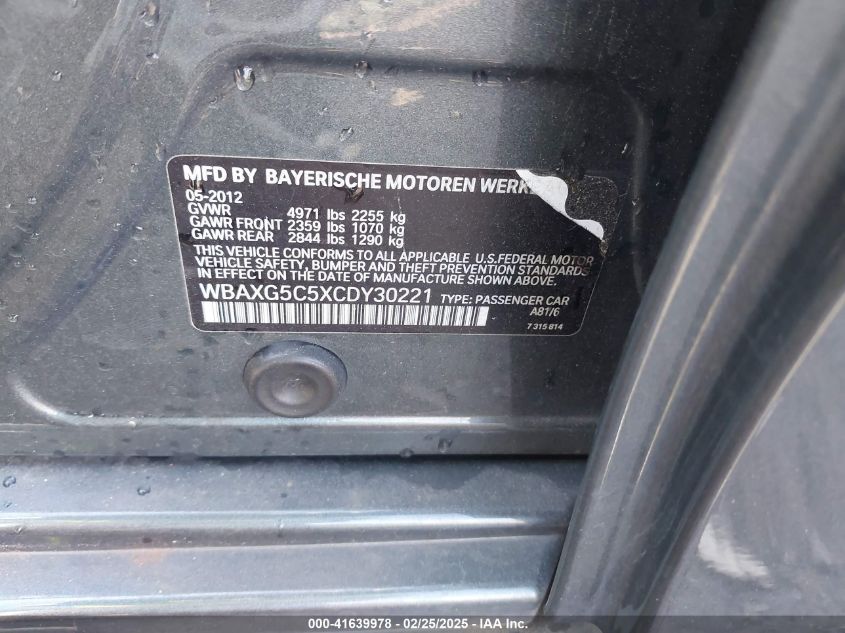 MFD BY BAYERISCHE MOTOREN WERKE
05-2012
GVWR 4971 lbs 2255 kg
GAWR FRONT 2359 lbs 1070 kg
GAWR REAR 2844 lbs 1290 kg
THIS VEHICLE CONFORMS TO ALL APPLICABLE U.S.FEDERAL MOTOR
VEHICLE SAFETY, BUMPER, AND THEFT PREVENTION STANDARDS
IN EFFECT ON THE DATE OF MANUFACTURE SHOWN ABOVE.
WBAXG5C5XCDY30221 TYPE: PASSENGER CAR
A81/6
7 315 814
000-41639978 - 02/25/2025 - IAA Inc.